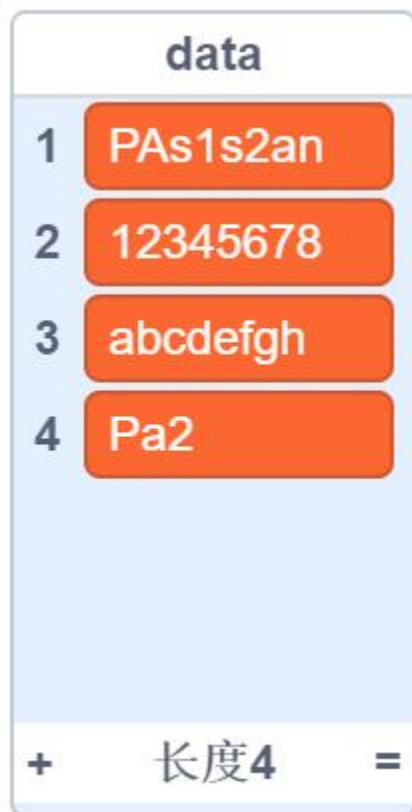 data
1 PAs1s2an
2 12345678
3 abcdefgh
4 Pa2
+ 长度4 =